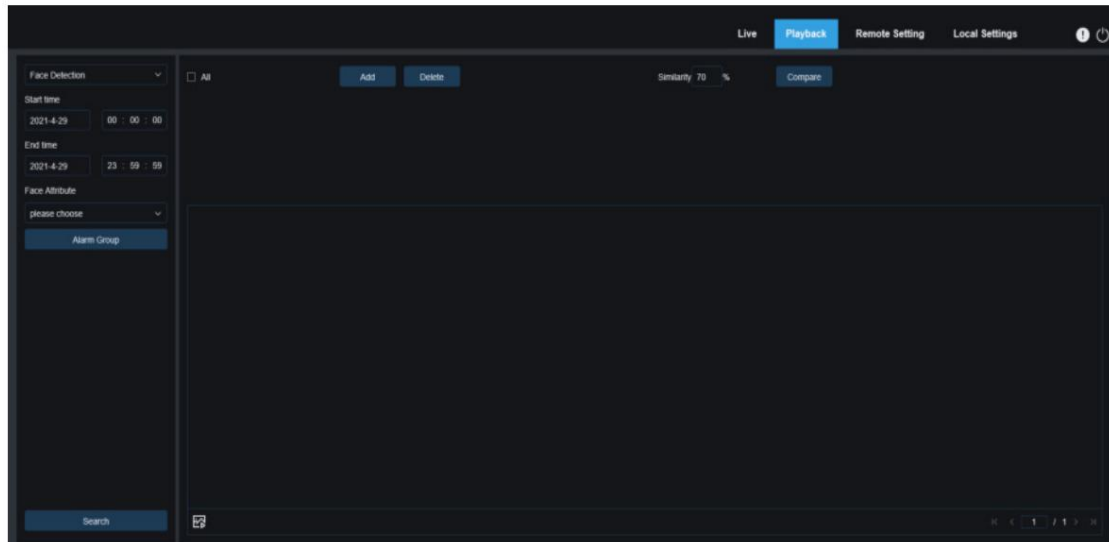 Live Playback Remote Setting Local Settings
Face Detection
All Add Delete Similarity 70 % Compare
Start time
2021-4-29 00 : 00 : 00
End time
2021-4-29 23 : 59 : 59
Face Attribute
please choose
Alarm Group
Search
1 / 1